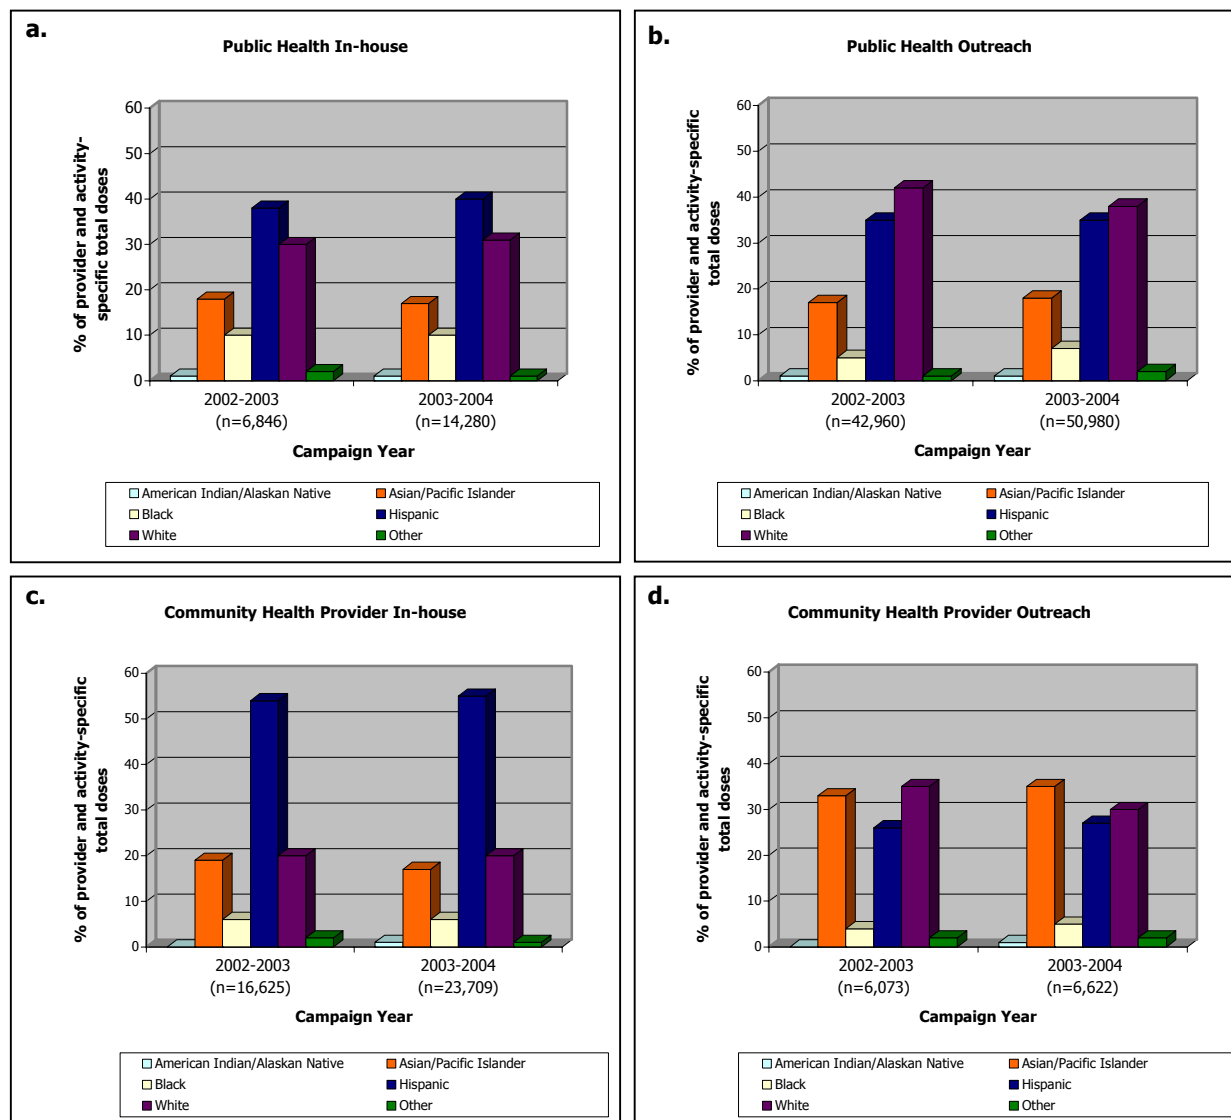 a.
Public Health In-house
% of provider and activity-
specific total doses
60
50
40
30
20
10
0
2002-2003
(n=6,846)
2003-2004
(n=14,280)
Campaign Year
American Indian/Alaskan Native
Asian/Pacific Islander
Black
Hispanic
White
Other
b.
Public Health Outreach
% of provider and activity-specific
total doses
60
50
40
30
20
10
0
2002-2003
(n=42,960)
2003-2004
(n=50,980)
Campaign Year
American Indian/Alaskan Native
Asian/Pacific Islander
Black
Hispanic
White
Other
c.
Community Health Provider In-house
% of provider and activity-specific
total doses
60
50
40
30
20
10
0
2002-2003
(n=16,625)
2003-2004
(n=23,709)
Campaign Year
American Indian/Alaskan Native
Asian/Pacific Islander
Black
Hispanic
White
Other
d.
Community Health Provider Outreach
% of provider and activity-specific
total doses
60
50
40
30
20
10
0
2002-2003
(n=6,073)
2003-2004
(n=6,622)
Campaign Year
American Indian/Alaskan Native
Asian/Pacific Islander
Black
Hispanic
White
Other